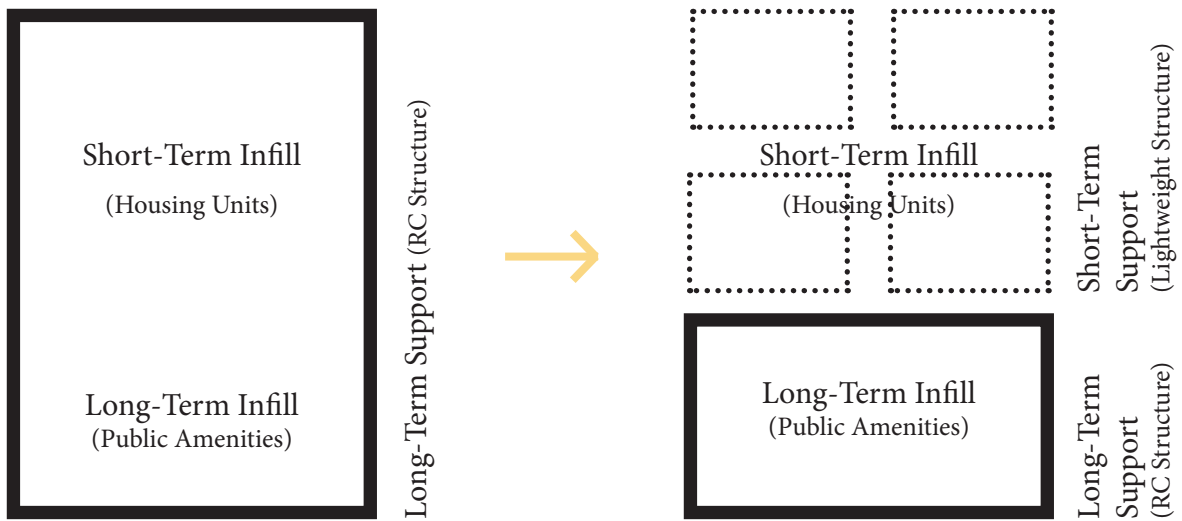 Short-Term Infill
(Housing Units)
Long-Term Infill
(Public Amenities)
Long-Term Support (RC Structure)
Short-Term Infill
(Housing Units)
Short-Term
Support
(Lightweight Structure)
Long-Term Infill
(Public Amenities)
Long-Term
Support
(RC Structure)